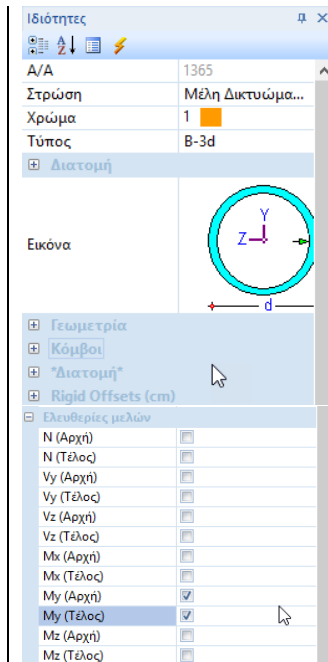 Ιδιότητες
A/A 1365
Στρώση Μέλη Δικτυώμα...
Χρώμα 1
Τύπος B-3d
Διατομή
Εικόνα
Y
Z
d
Γεωμετρία
Κόμβοι
*Διατομή*
Rigid Offsets (cm)
Ελευθερίες μελών
N (Αρχή)
N (Τέλος)
Vy (Αρχή)
Vy (Τέλος)
Vz (Αρχή)
Vz (Τέλος)
Mx (Αρχή)
Mx (Τέλος)
My (Αρχή)
My (Τέλος)
Mz (Αρχή)
Mz (Τέλος)